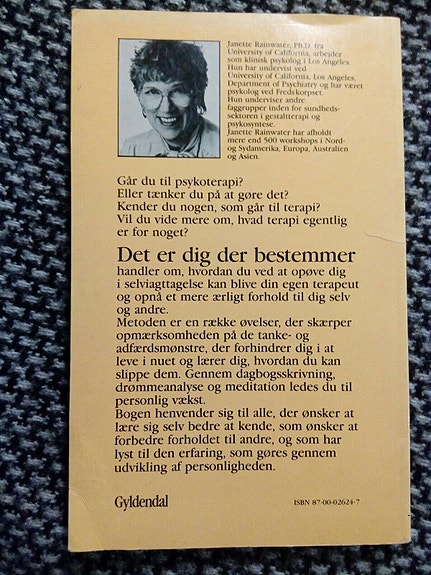 Janette Rainwater, Ph.D. fra
University of California, arbejder
som klinisk psykolog i Los Angeles.
Hun har undervist ved
University of California, Los Angeles,
Department of Psychiatry og har været
psykolog ved Fredskorpset.
Hun underviser andre
faggrupper inden for sundheds-
sektoren i gestaltterapi og
psykosyntese.
Janette Rainwater har afholdt
mere end 500 workshops i Nord-
og Sydamerika, Europa, Australien
og Asien.
Går du til psykoterapi?
Eller tænker du på at gøre det?
Kender du nogen, som går til terapi?
Vil du vide mere om, hvad terapi egentlig
er for noget?
Det er dig der bestemmer
handler om, hvordan du ved at opøve dig
i selviagttagelse kan blive din egen terapeut
og opnå et mere ærligt forhold til dig selv
og andre.
Metoden er en række øvelser, der skærper
opmærksomheden på de tanke- og
adfærdsmønstre, der forhindrer dig i at
leve i nuet og lærer dig, hvordan du kan
slippe dem. Gennem dagbogsskrivning,
drømmeanalyse og meditation ledes du til
personlig vækst.
Bogen henvender sig til alle, der ønsker at
lære sig selv bedre at kende, som ønsker at
forbedre forholdet til andre, og som har
lyst til den erfaring, som gøres gennem
udvikling af personligheden.
Gyldendal
ISBN 87-00-02624-7